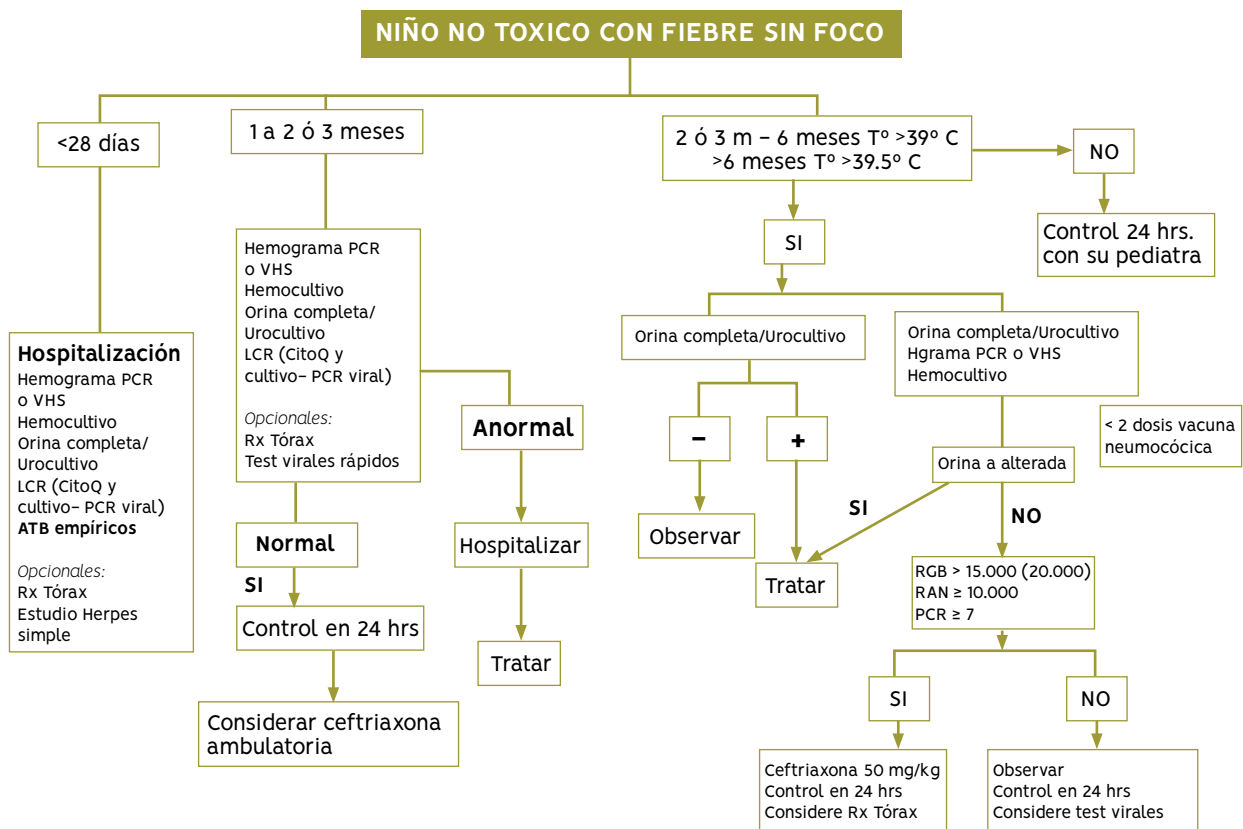 NIÑO NO TOXICO CON FIEBRE SIN FOCO
<28 días
Hospitalización
Hemograma PCR
o VHS
Hemocultivo
Orina completa/
Urocultivo
LCR (CitoQ y
cultivo– PCR viral)
ATB empíricos
Opcionales:
Rx Tórax
Estudio Herpes
simple
1 a 2 ó 3 meses
Hemograma PCR
o VHS
Hemocultivo
Orina completa/
Urocultivo
LCR (CitoQ y
cultivo– PCR viral)
Opcionales:
Rx Tórax
Test virales rápidos
Normal
SI
Control en 24 hrs
Considerar ceftriaxona
ambulatoria
Anormal
Hospitalizar
Tratar
2 ó 3 m – 6 meses Tº >39º C
>6 meses Tº >39.5º C
NO
Control 24 hrs.
con su pediatra
SI
Orina completa/Urocultivo
–
+
Observar
Tratar
Orina completa/Urocultivo
Hgrama PCR o VHS
Hemocultivo
< 2 dosis vacuna
neumocócica
Orina a alterada
SI
NO
RGB > 15.000 (20.000)
RAN ≥ 10.000
PCR ≥ 7
SI
NO
Ceftriaxona 50 mg/kg
Control en 24 hrs
Considere Rx Tórax
Observar
Control en 24 hrs
Considere test virales